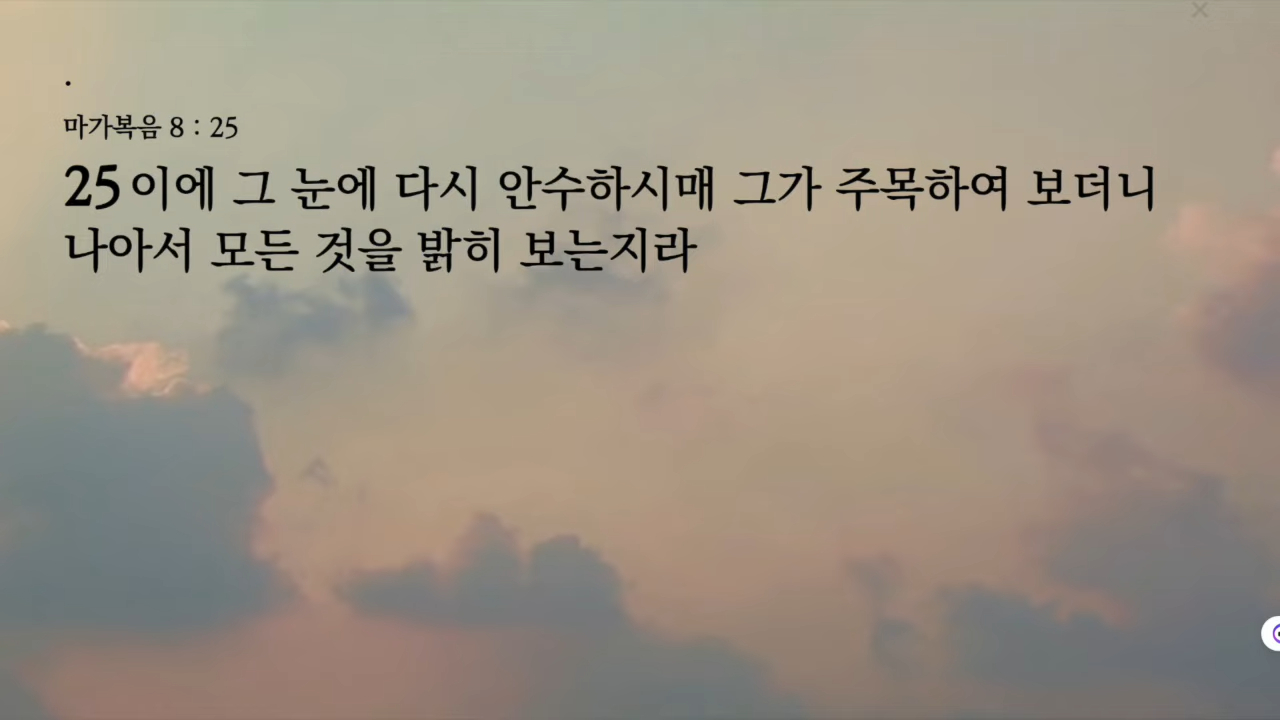 .
마가복음 8 : 25
25 이에 그 눈에 다시 안수하시매 그가 주목하여 보더니
나아서 모든 것을 밝히 보는지라